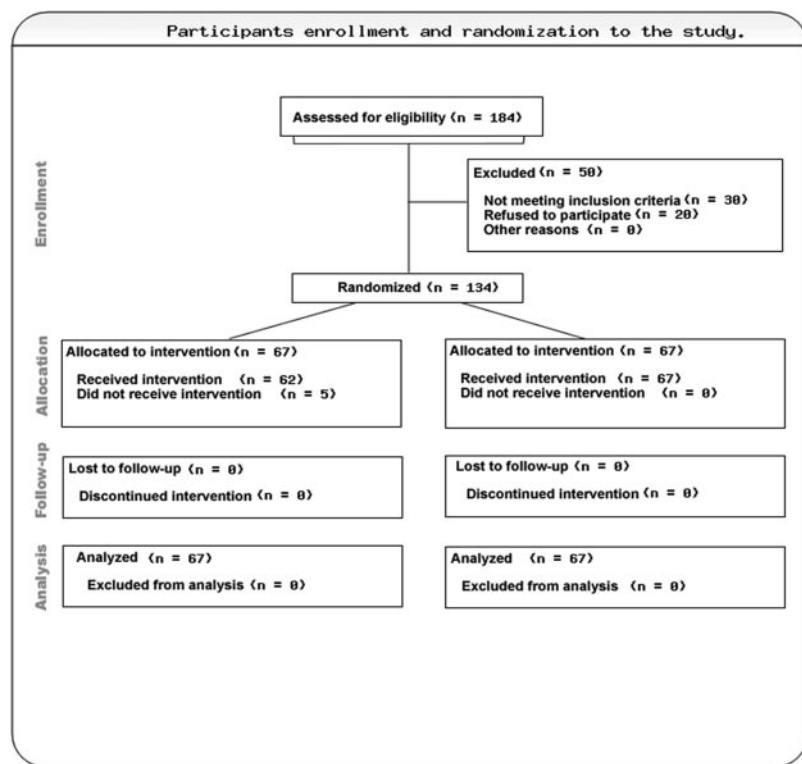 Participants enrollment and randomization to the study.
Assessed for eligibility (n = 184)
Enrollment
Excluded (n = 50)
Not meeting inclusion criteria (n = 30)
Refused to participate (n = 20)
Other reasons (n = 0)
Randomized (n = 134)
Allocation
Allocated to intervention (n = 67)
Received intervention (n = 62)
Did not receive intervention (n = 5)
Allocated to intervention (n = 67)
Received intervention (n = 67)
Did not receive intervention (n = 0)
Follow-up
Lost to follow-up (n = 0)
Discontinued intervention (n = 0)
Lost to follow-up (n = 0)
Discontinued intervention (n = 0)
Analysis
Analyzed (n = 67)
Excluded from analysis (n = 0)
Analyzed (n = 67)
Excluded from analysis (n = 0)